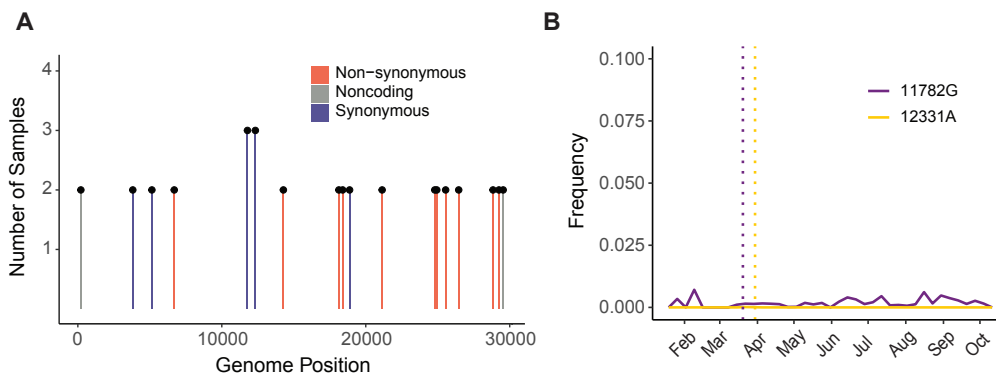 A
Number of Samples
4
3
2
1
Non−synonymous
Noncoding
Synonymous
0
10000
20000
30000
Genome Position
B
Frequency
0.100
0.075
0.050
0.025
0.000
11782G
12331A
Feb
Mar
Apr
May
Jun
Jul
Aug
Sep
Oct